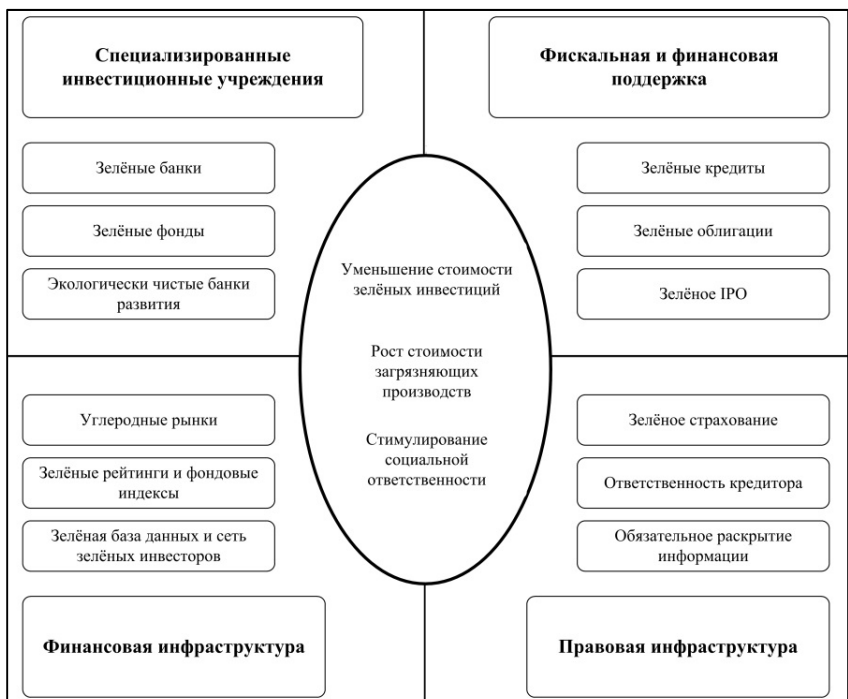 Специализированные
инвестиционные учреждения
Фискальная и финансовая
поддержка
Зелёные банки
Зелёные фонды
Экологически чистые банки
развития
Зелёные кредиты
Зелёные облигации
Зелёное IPO
Уменьшение стоимости
зелёных инвестиций
Рост стоимости
загрязняющих
производств
Стимулирование
социальной
ответственности
Углеродные рынки
Зелёные рейтинги и фондовые
индексы
Зелёная база данных и сеть
зелёных инвесторов
Зелёное страхование
Ответственность кредитора
Обязательное раскрытие
информации
Финансовая инфраструктура
Правовая инфраструктура